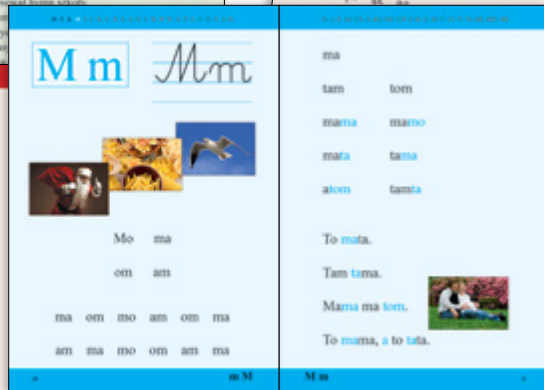 M m Mm
Mo ma
om am
ma om mo am om ma
am ma mo om am ma
m M
ma
tam tom
mama mamo
mata tama
atom tamta
To mata.
Tam tama.
Mama ma tom.
To mama, a to tata.
M m